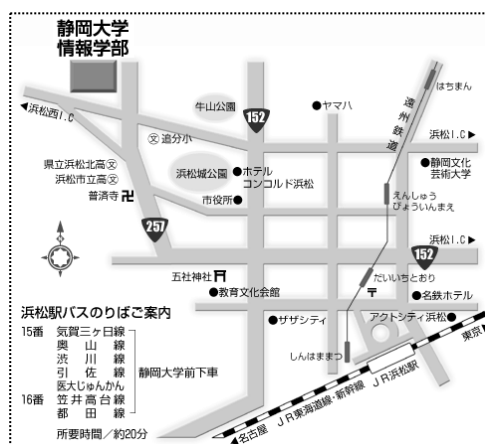 静岡大学
情報学部
牛山公園
152
ヤマハ
はちまん
遠州鉄道
浜松西I.C
追分小
浜松I.C
県立浜松北高
浜松市立高
普済寺
浜松城公園
ホテル
コンコルド浜松
静岡文化
芸術大学
市役所
えんしゅう
びょういんまえ
257
浜松I.C
152
五社神社
だいいちとおり
〒
教育文化会館
名鉄ホテル
ザザシティ
アクトシティ浜松
東京
しんはままつ
JR浜松駅
JR東海道線・新幹線
名古屋
浜松駅バスのりばご案内
15番 気賀三ヶ日線
奥山線
渋川線
引佐線
医大じゅんかん
16番 笠井高台線
都田線
静岡大学前下車
所要時間/約20分